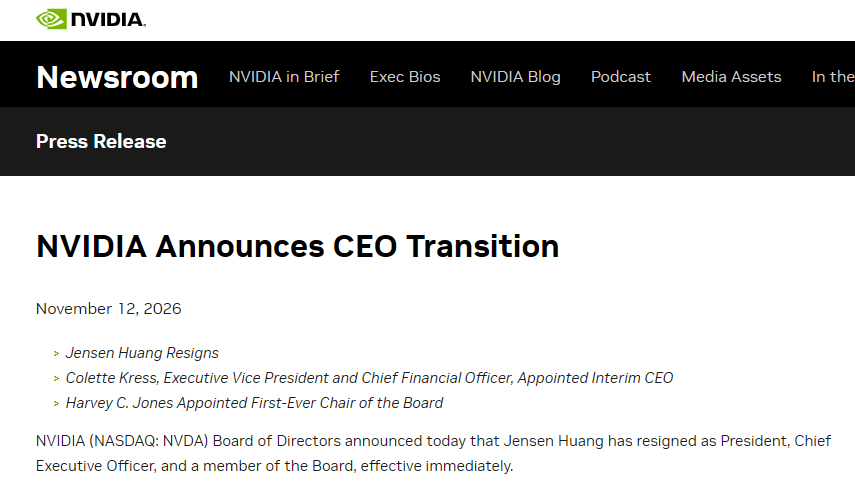 NVIDIA.
Newsroom NVIDIA in Brief Exec Bios NVIDIA Blog Podcast Media Assets In the
Press Release
NVIDIA Announces CEO Transition
November 12, 2026
> Jensen Huang Resigns
> Colette Kress, Executive Vice President and Chief Financial Officer, Appointed Interim CEO
> Harvey C. Jones Appointed First-Ever Chair of the Board
NVIDIA (NASDAQ: NVDA) Board of Directors announced today that Jensen Huang has resigned as President, Chief
Executive Officer, and a member of the Board, effective immediately.